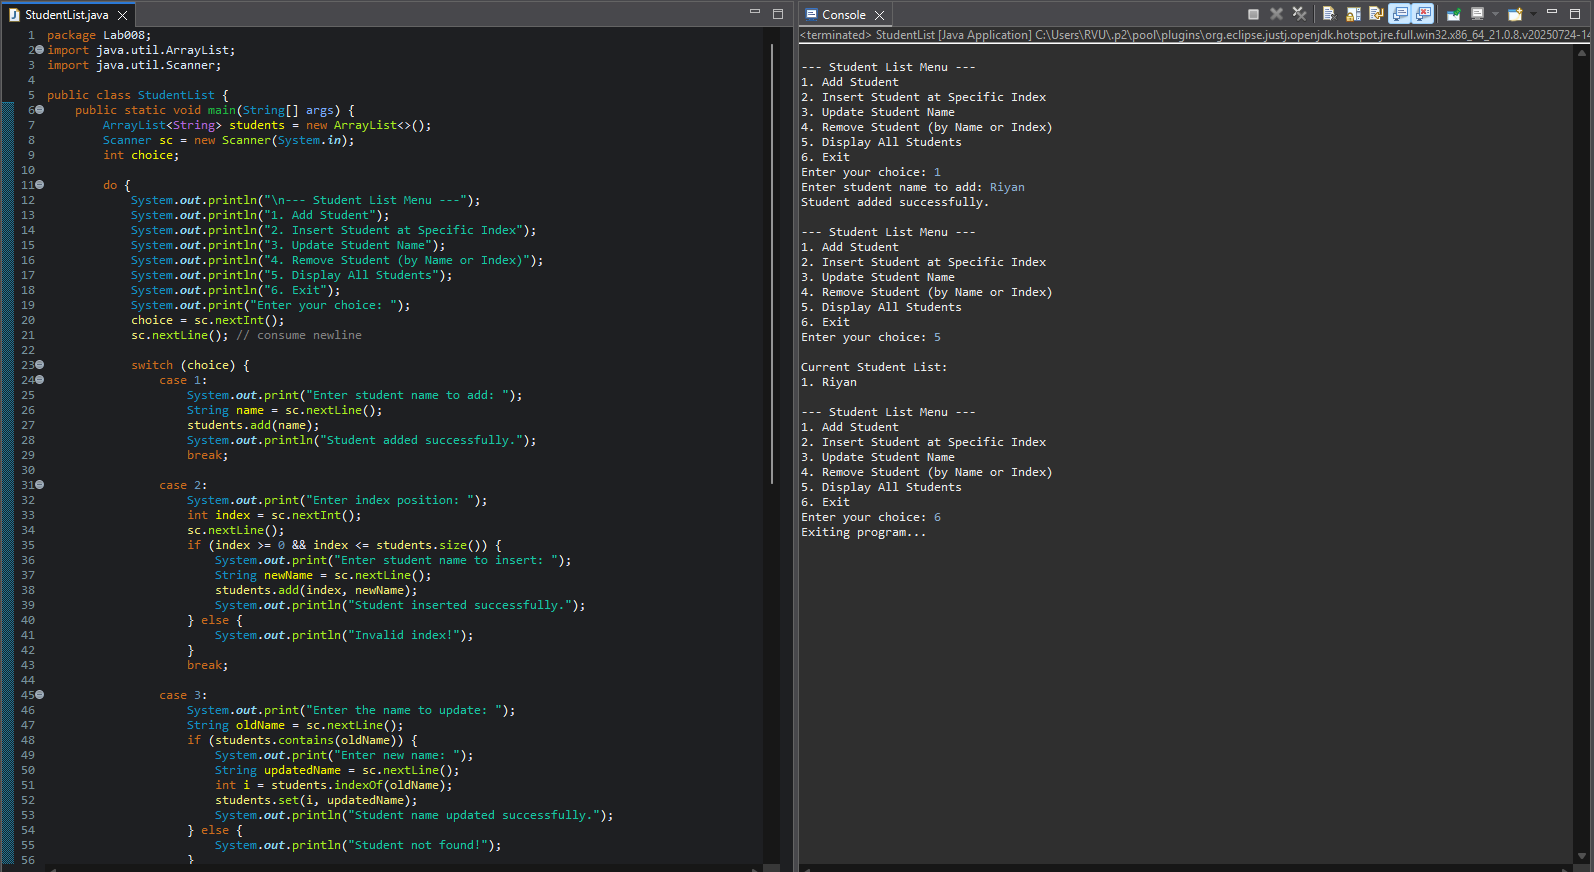 StudentList.java
1 package Lab008;
2 import java.util.ArrayList;
3 import java.util.Scanner;
4
5 public class StudentList {
6     public static void main(String[] args) {
7         ArrayList<String> students = new ArrayList<>();
8         Scanner sc = new Scanner(System.in);
9         int choice;
10
11         do {
12             System.out.println("\n--- Student List Menu ---");
13             System.out.println("1. Add Student");
14             System.out.println("2. Insert Student at Specific Index");
15             System.out.println("3. Update Student Name");
16             System.out.println("4. Remove Student (by Name or Index)");
17             System.out.println("5. Display All Students");
18             System.out.println("6. Exit");
19             System.out.print("Enter your choice: ");
20             choice = sc.nextInt();
21             sc.nextLine(); // consume newline
22
23             switch (choice) {
24                 case 1:
25                     System.out.print("Enter student name to add: ");
26                     String name = sc.nextLine();
27                     students.add(name);
28                     System.out.println("Student added successfully.");
29                     break;
30
31                 case 2:
32                     System.out.print("Enter index position: ");
33                     int index = sc.nextInt();
34                     sc.nextLine();
35                     if (index >= 0 && index <= students.size()) {
36                         System.out.print("Enter student name to insert: ");
37                         String newName = sc.nextLine();
38                         students.add(index, newName);
39                         System.out.println("Student inserted successfully.");
40                     } else {
41                         System.out.println("Invalid index!");
42                     }
43                     break;
44
45                 case 3:
46                     System.out.print("Enter the name to update: ");
47                     String oldName = sc.nextLine();
48                     if (students.contains(oldName)) {
49                         System.out.print("Enter new name: ");
50                         String updatedName = sc.nextLine();
51                         int i = students.indexOf(oldName);
52                         students.set(i, updatedName);
53                         System.out.println("Student name updated successfully.");
54                     } else {
55                         System.out.println("Student not found!");
56                     }
Console
<terminated> StudentList [Java Application] C:\Users\RVU\.p2\pool\plugins\org.eclipse.justj.openjdk.hotspot.jre.full.win32.x86_64_21.0.8.v20250724-14
--- Student List Menu ---
1. Add Student
2. Insert Student at Specific Index
3. Update Student Name
4. Remove Student (by Name or Index)
5. Display All Students
6. Exit
Enter your choice: 1
Enter student name to add: Riyan
Student added successfully.

--- Student List Menu ---
1. Add Student
2. Insert Student at Specific Index
3. Update Student Name
4. Remove Student (by Name or Index)
5. Display All Students
6. Exit
Enter your choice: 5

Current Student List:
1. Riyan

--- Student List Menu ---
1. Add Student
2. Insert Student at Specific Index
3. Update Student Name
4. Remove Student (by Name or Index)
5. Display All Students
6. Exit
Enter your choice: 6
Exiting program...